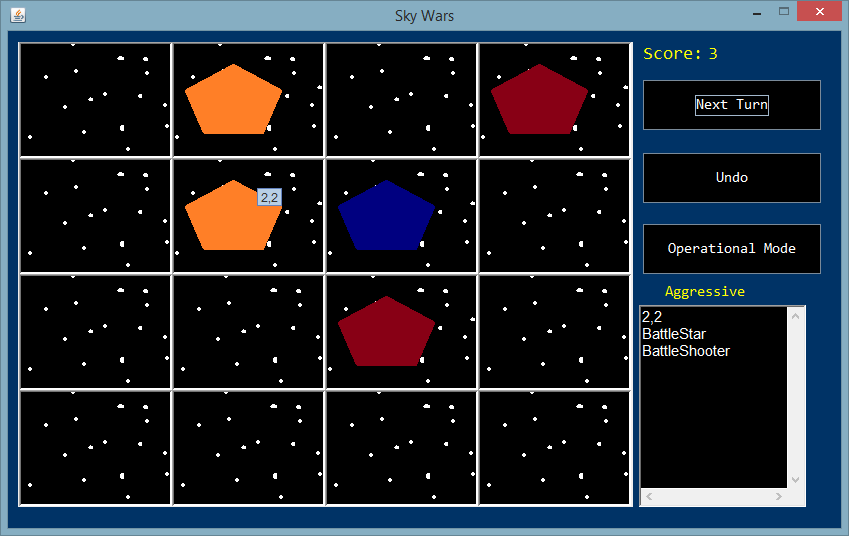 Sky Wars
Score: 3
Next Turn
Undo
2,2
Operational Mode
Aggressive
2,2
BattleStar
BattleShooter